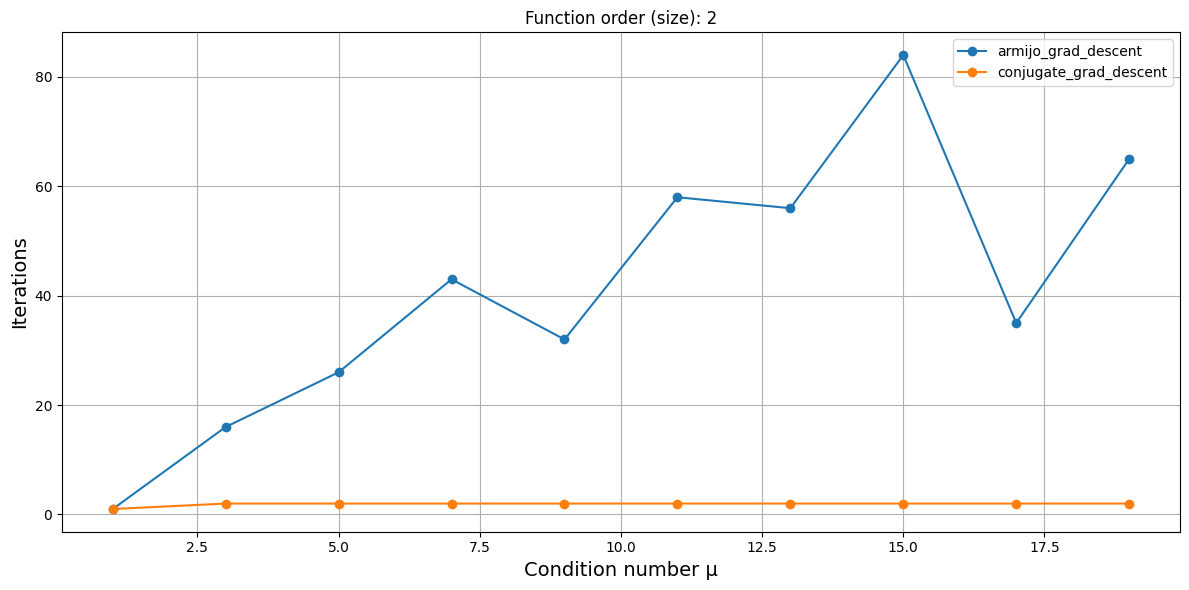 Function order (size): 2
armijo_grad_descent
conjugate_grad_descent
80
60
40
20
0
Iterations
2.5 5.0 7.5 10.0 12.5 15.0 17.5
Condition number μ